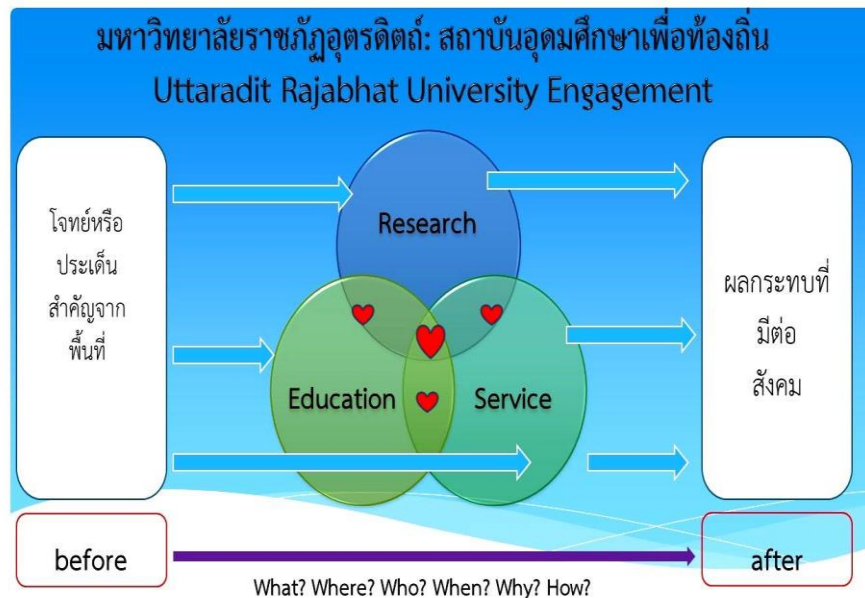 มหาวิทยาลัยราชภัฏอุตรดิตถ์: สถาบันอุดมศึกษาเพื่อท้องถิ่น
Uttaradit Rajabhat University Engagement
โจทย์หรือ
ประเด็น
สำคัญจาก
พื้นที่
Research
Education
Service
ผลกระทบที่
มีต่อ
สังคม
before
after
What? Where? Who? When? Why? How?